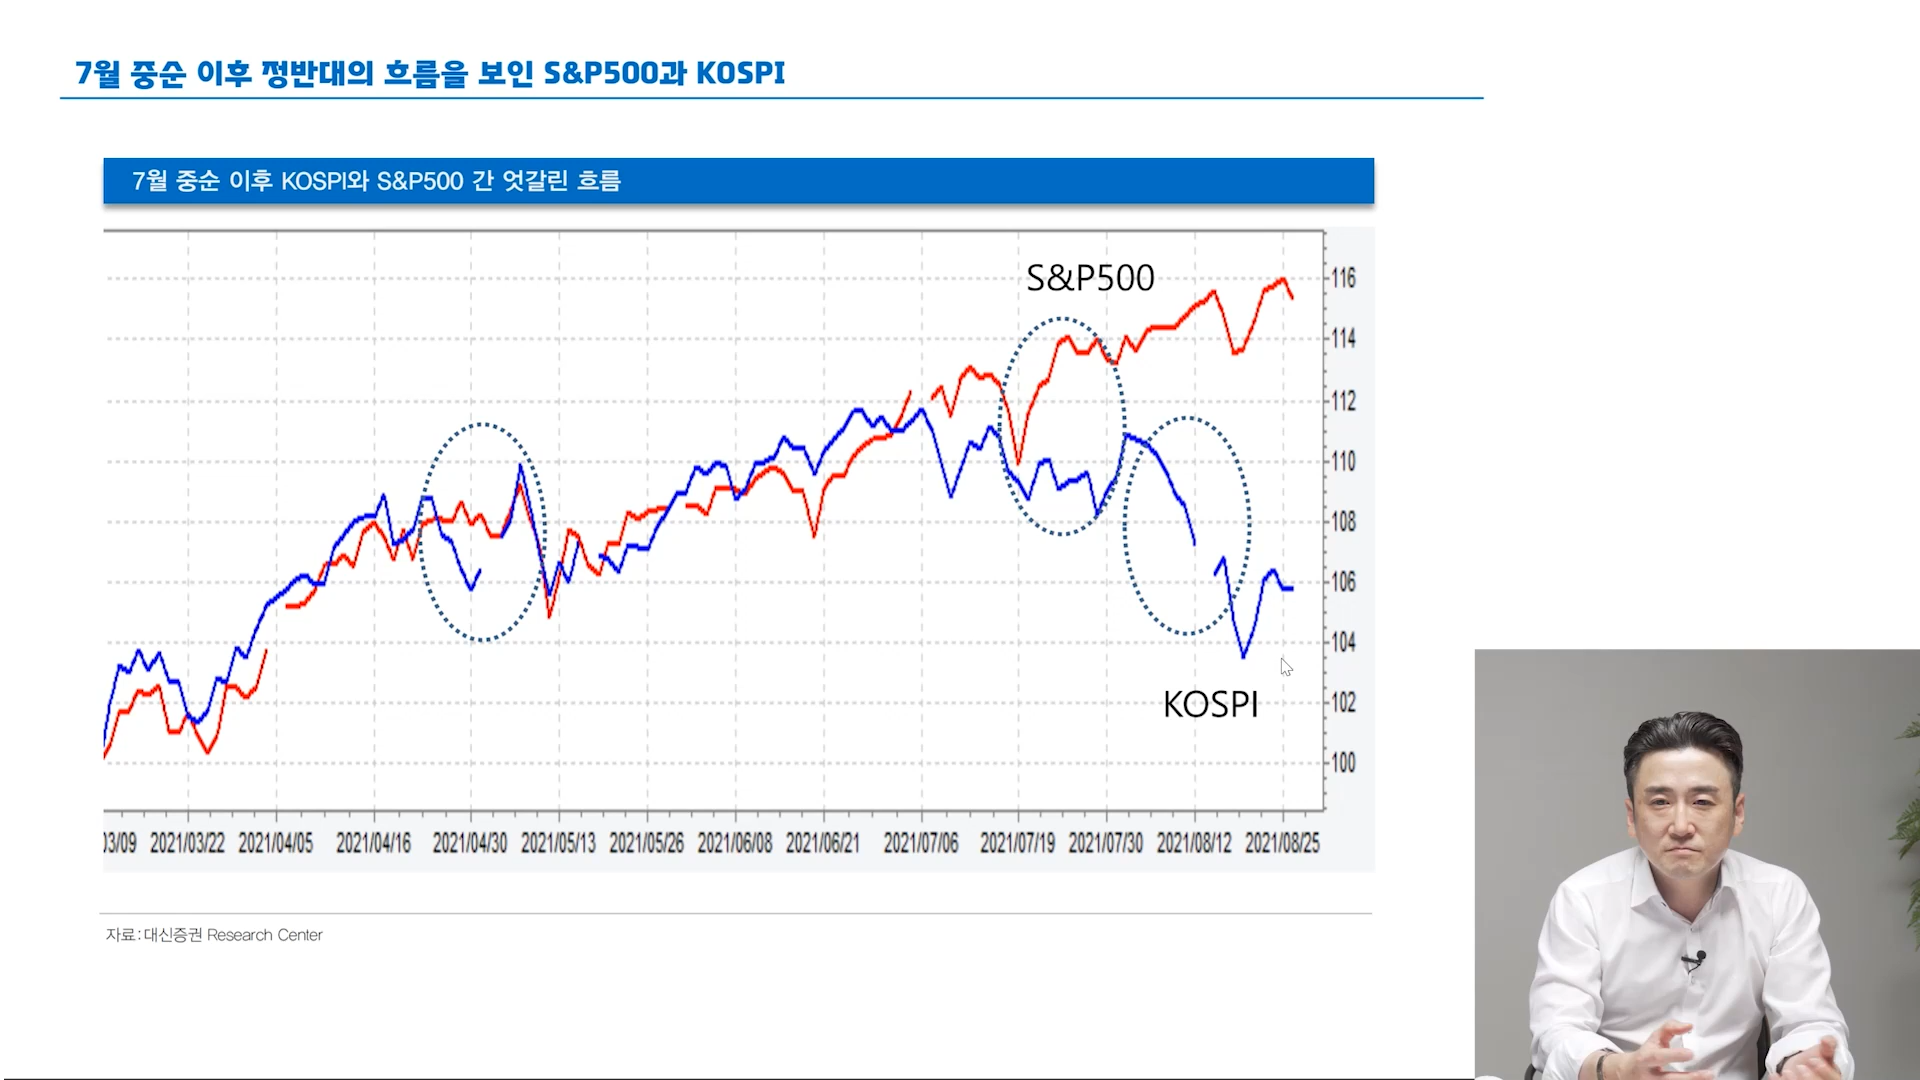 7월 중순 이후 정반대의 흐름을 보인 S&P500과 KOSPI
7월 중순 이후 KOSPI와 S&P500 간 엇갈린 흐름
S&P500
116
114
112
110
108
106
104
KOSPI
102
100
03/09 2021/03/22 2021/04/05 2021/04/16 2021/04/30 2021/05/13 2021/05/26 2021/06/08 2021/06/21 2021/07/06 2021/07/19 2021/07/30 2021/08/12 2021/08/25
자료: 대신증권 Research Center